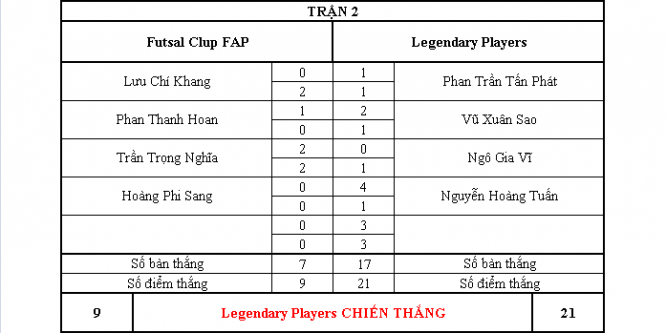 TRẬN 2
Futsal Clup FAP Legendary Players
Lưu Chí Khang 0 1 Phan Trần Tấn Phát
2 1
Phan Thanh Hoan 1 2 Vũ Xuân Sao
0 1
Trần Trọng Nghĩa 2 0 Ngô Gia Vĩ
2 1
Hoàng Phi Sang 0 4 Nguyễn Hoàng Tuấn
0 1
0 3
0 3
Số bàn thắng 7 17 Số bàn thắng
Số điểm thắng 9 21 Số điểm thắng
9 Legendary Players CHIẾN THẮNG 21